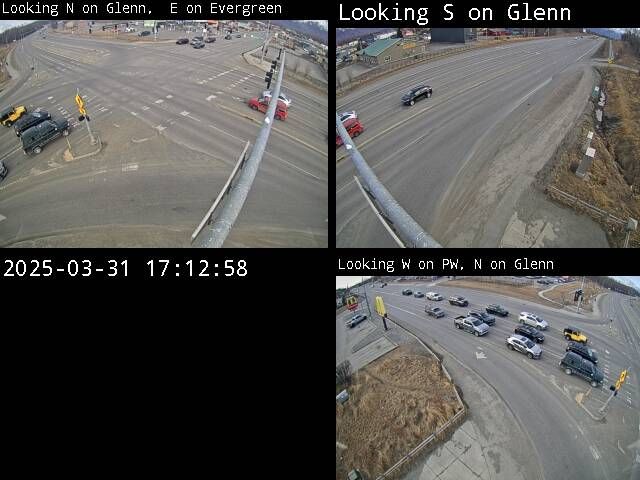 Looking N on Glenn, E on Evergreen
Looking S on Glenn
2025-03-31 17:12:58
Looking W on PW, N on Glenn